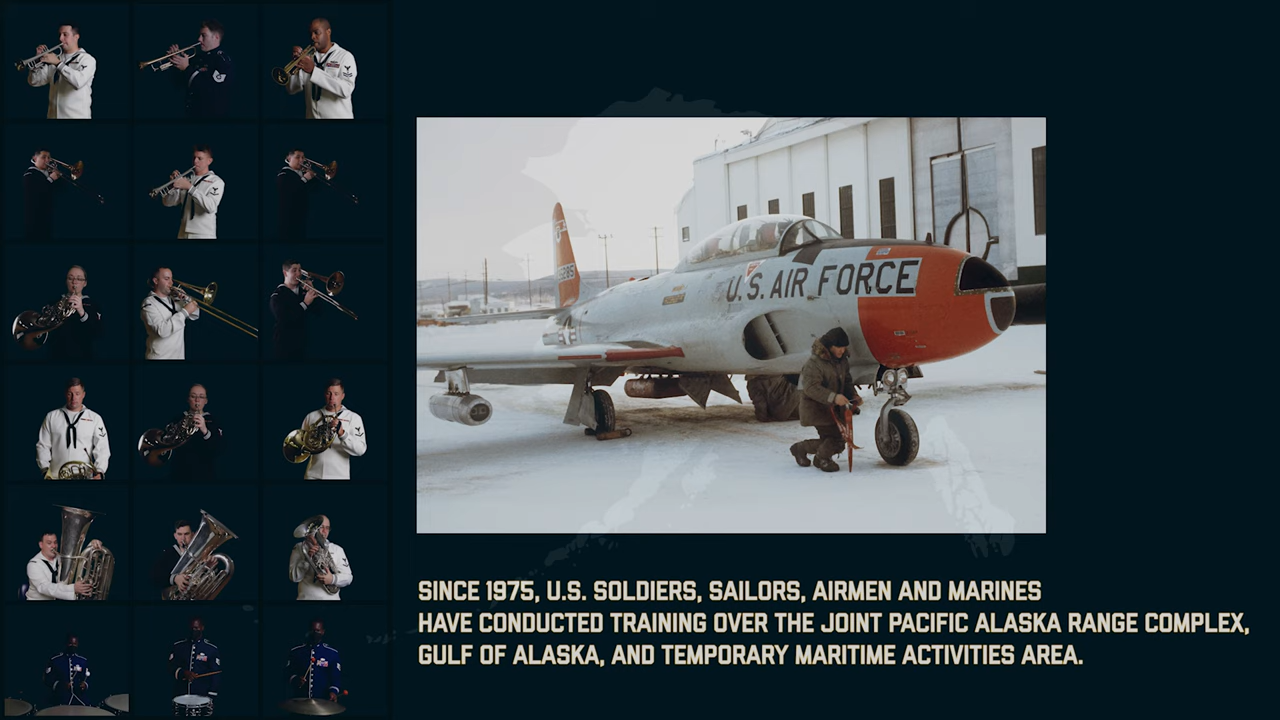 U.S. AIR FORCE
SINCE 1975, U.S. SOLDIERS, SAILORS, AIRMEN AND MARINES
HAVE CONDUCTED TRAINING OVER THE JOINT PACIFIC ALASKA RANGE COMPLEX,
GULF OF ALASKA, AND TEMPORARY MARITIME ACTIVITIES AREA.